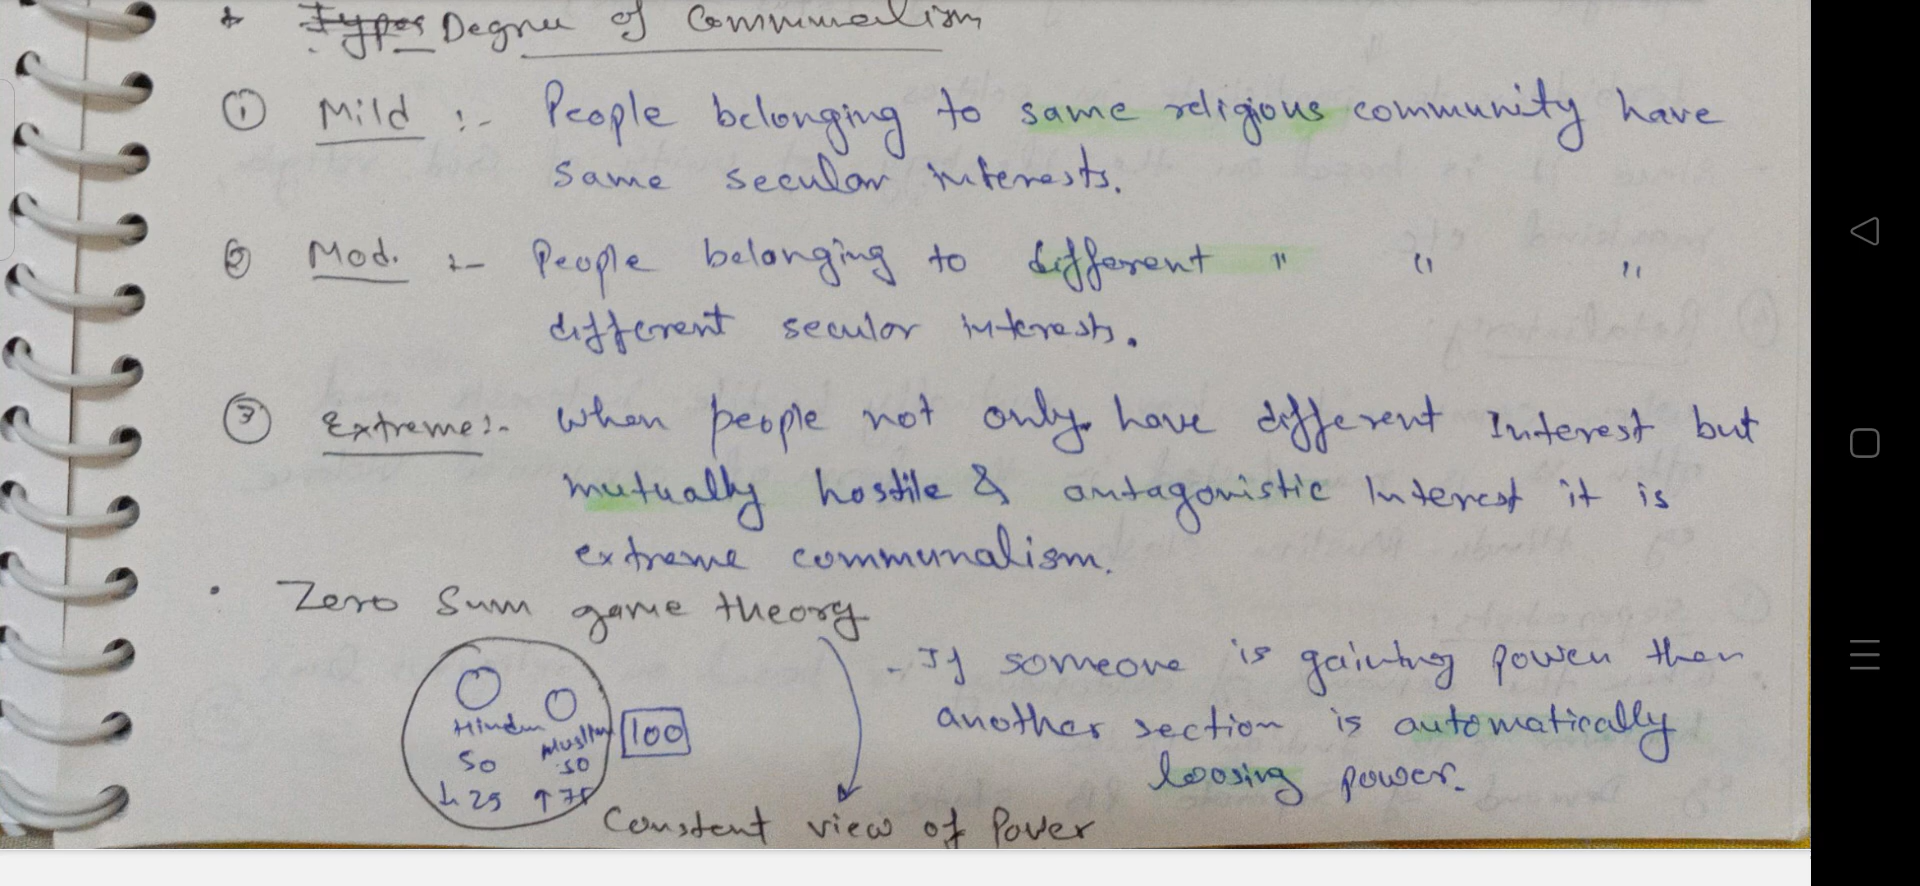 * Types Degree of Communalism
① Mild :- People belonging to same religious community have
same secular interests.
② Mod. :- People belonging to different " " "
different secular interests.
③ Extreme:- when people not only have different Interest but
mutually hostile & antagonistic Interest it is
extreme communalism.
• Zero Sum game theory
- If someone is gaining power then
another section is automatically
loosing power.
Hindu Muslim 100
50 50
↓ 25 ↑ 75
Constent view of Power